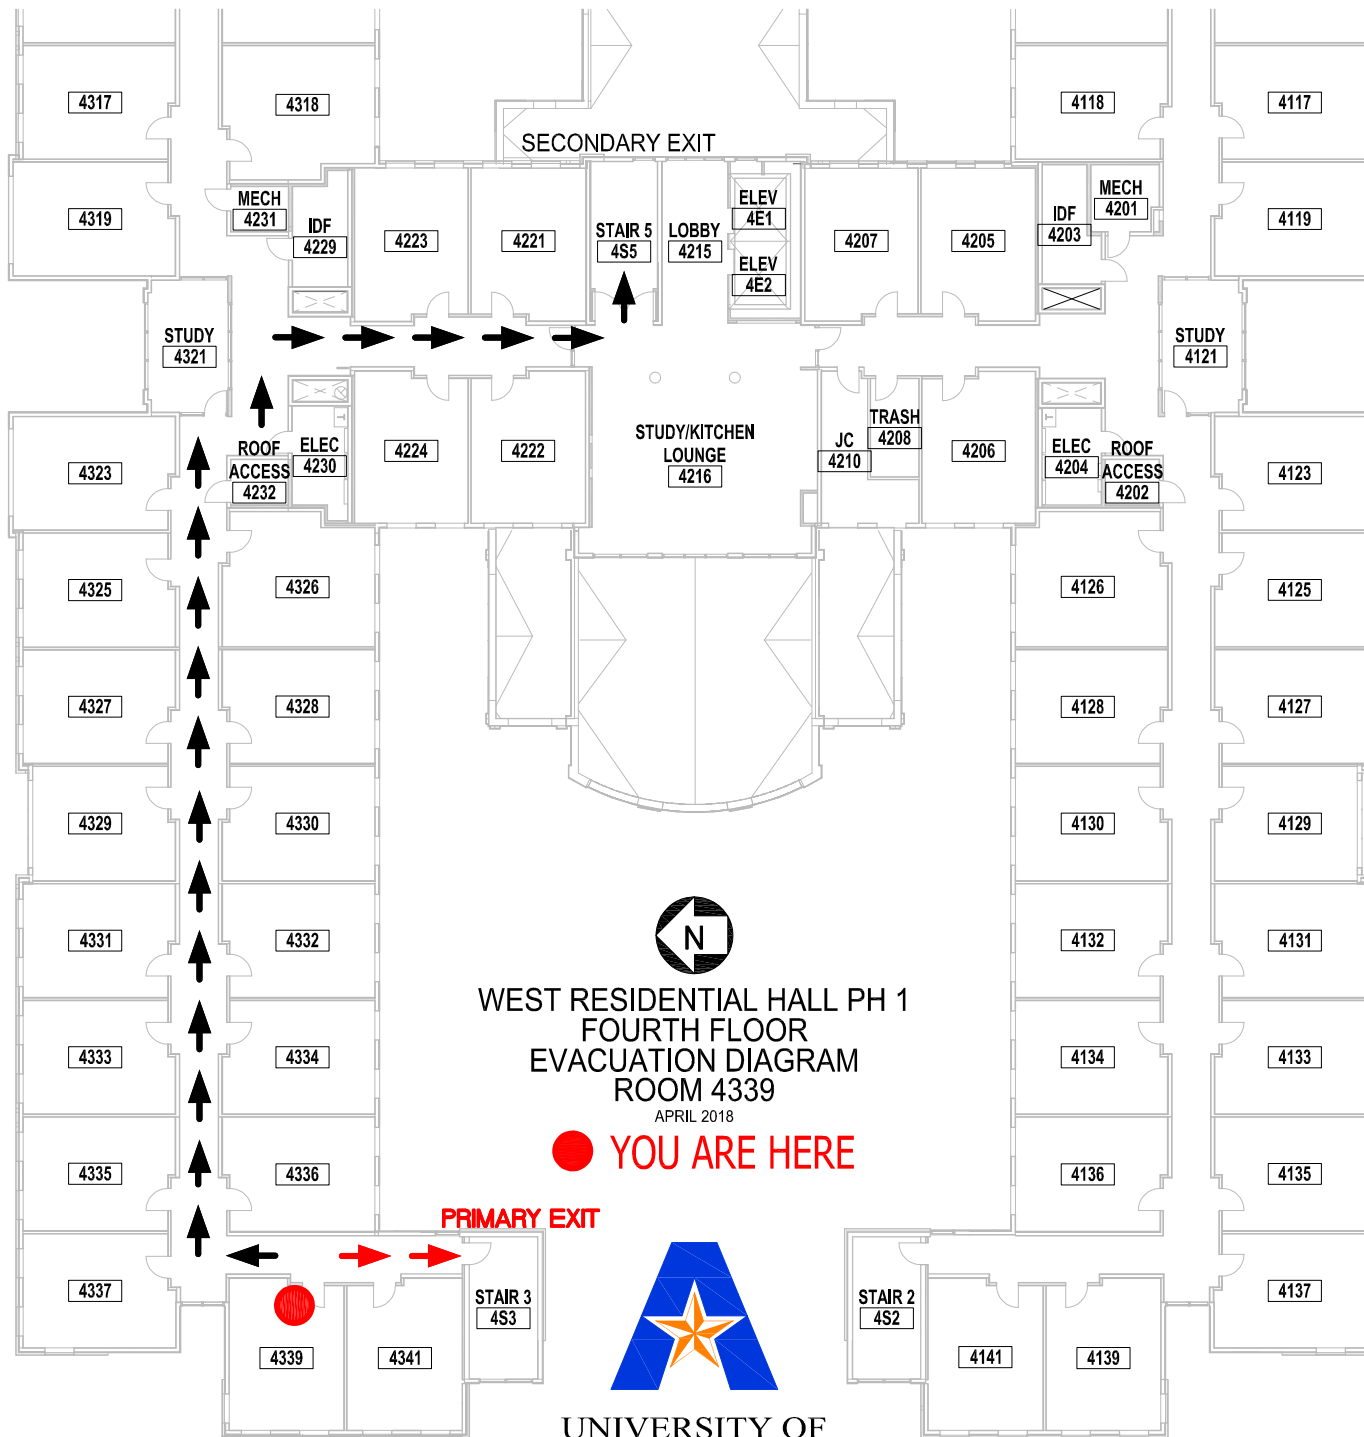 4317
4318
4118
4117
SECONDARY EXIT
MECH
4231
4319
IDF
4229
4223
4221
STAIR 5
4S5
LOBBY
4215
ELEV
4E1
ELEV
4E2
4207
4205
IDF
4203
MECH
4201
4119
STUDY
4321
STUDY
4121
4323
ROOF
ACCESS
4232
ELEC
4230
4224
4222
STUDY/KITCHEN
LOUNGE
4216
JC
4210
TRASH
4208
4206
ELEC
4204
ROOF
ACCESS
4202
4123
4325
4326
4126
4125
4327
4328
4128
4127
4329
4330
4130
4129
4331
4332
4132
4131
N
WEST RESIDENTIAL HALL PH 1
FOURTH FLOOR
EVACUATION DIAGRAM
ROOM 4339
APRIL 2018
YOU ARE HERE
4333
4334
4134
4133
4335
4336
4136
4135
PRIMARY EXIT
4337
STAIR 3
4S3
STAIR 2
4S2
4137
4339
4341
4141
4139
UNIVERSITY OF